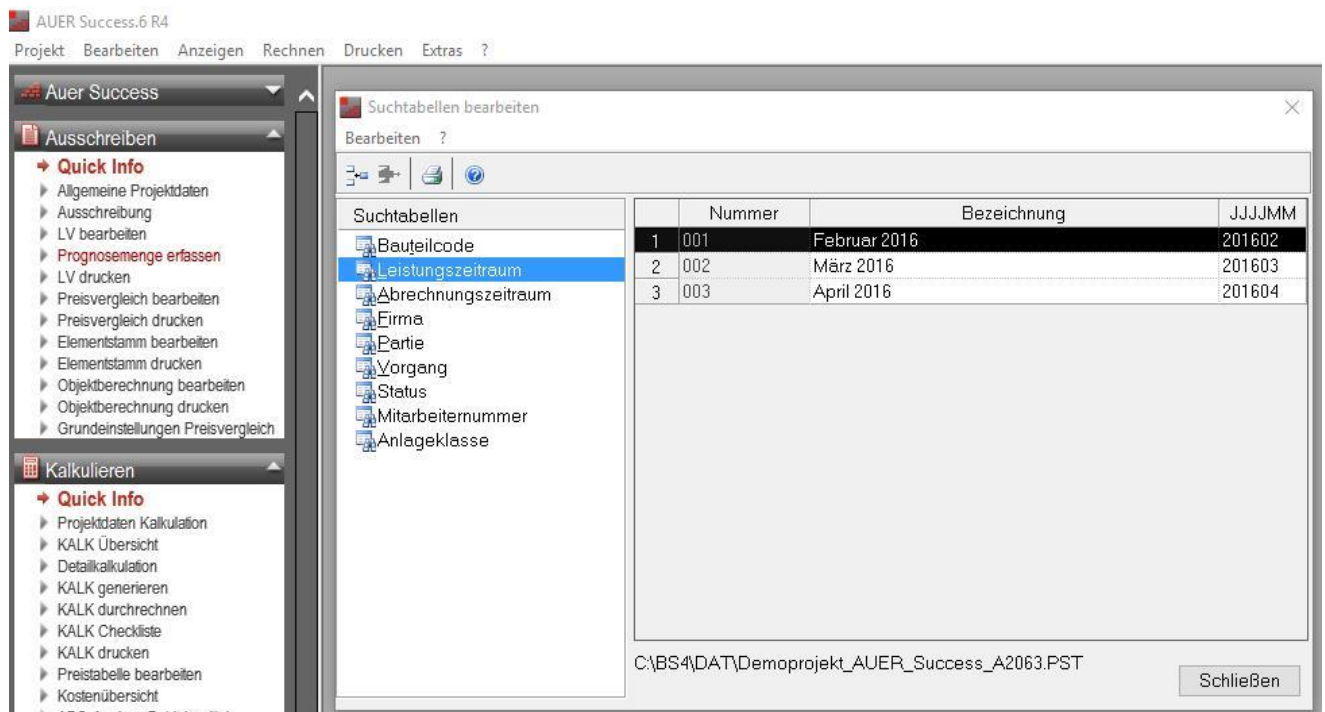 AUER Success.6 R4
Projekt Bearbeiten Anzeigen Rechnen Drucken Extras ?
Auer Success
Ausschreiben
Quick Info
Allgemeine Projektdaten
Ausschreibung
LV bearbeiten
Prognosemenge erfassen
LV drucken
Preisvergleich bearbeiten
Preisvergleich drucken
Elementstamm bearbeiten
Elementstamm drucken
Objektberechnung bearbeiten
Objektberechnung drucken
Grundeinstellungen Preisvergleich
Kalkulieren
Quick Info
Projektdaten Kalkulation
KALK Übersicht
Detailkalkulation
KALK generieren
KALK durchrechnen
KALK Checkliste
KALK drucken
Preistabelle bearbeiten
Kostenübersicht
Suchtabellen bearbeiten
Bearbeiten ?
Suchtabellen
Bauteilcode
Leistungszeitraum
Abrechnungszeitraum
Firma
Partie
Vorgang
Status
Mitarbeiternummer
Anlageklasse
Nummer Bezeichnung JJJJMM
1 001 Februar 2016 201602
2 002 März 2016 201603
3 003 April 2016 201604
C:\BS4\DAT\Demoprojekt_AUER_Success_A2063.PST
Schließen